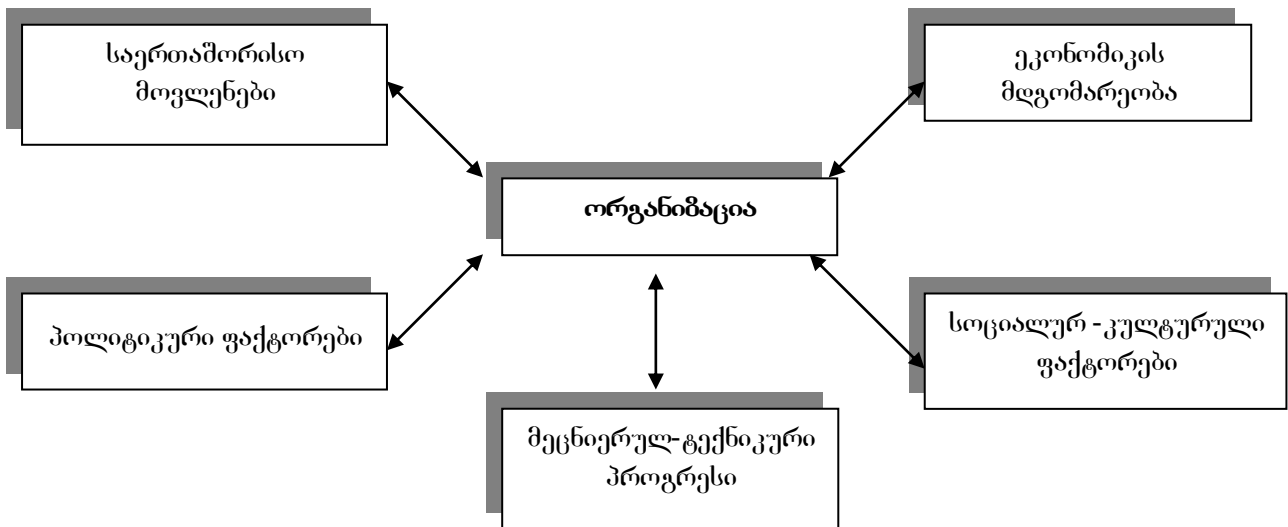 საერთაშორისო
მოვლენები
ეკონომიკის
მდგომარეობა
ორგანიზაცია
პოლიტიკური ფაქტორები
სოციალურ -კულტურული
ფაქტორები
მეცნიერულ-ტექნიკური
პროგრესი